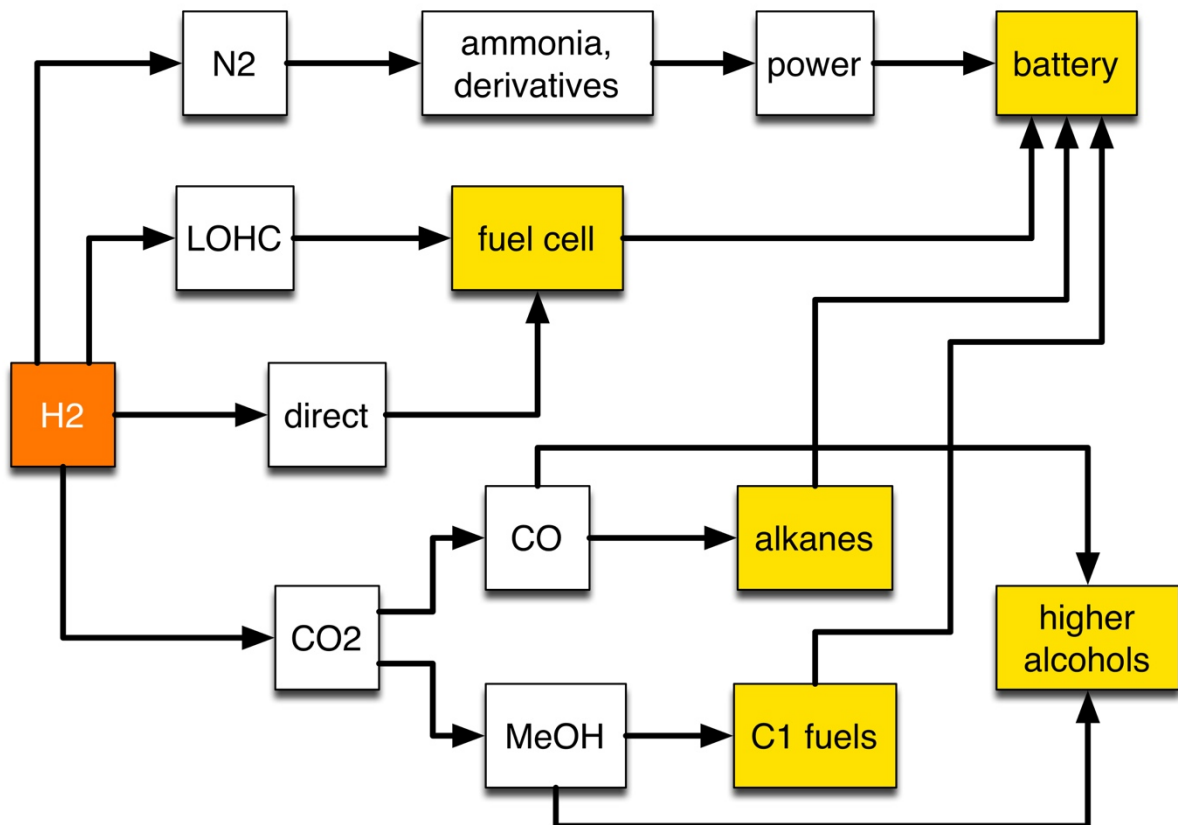 N2
ammonia,
derivatives
power
battery
LOHC
fuel cell
H2
direct
CO
alkanes
CO2
higher
alcohols
MeOH
C1 fuels